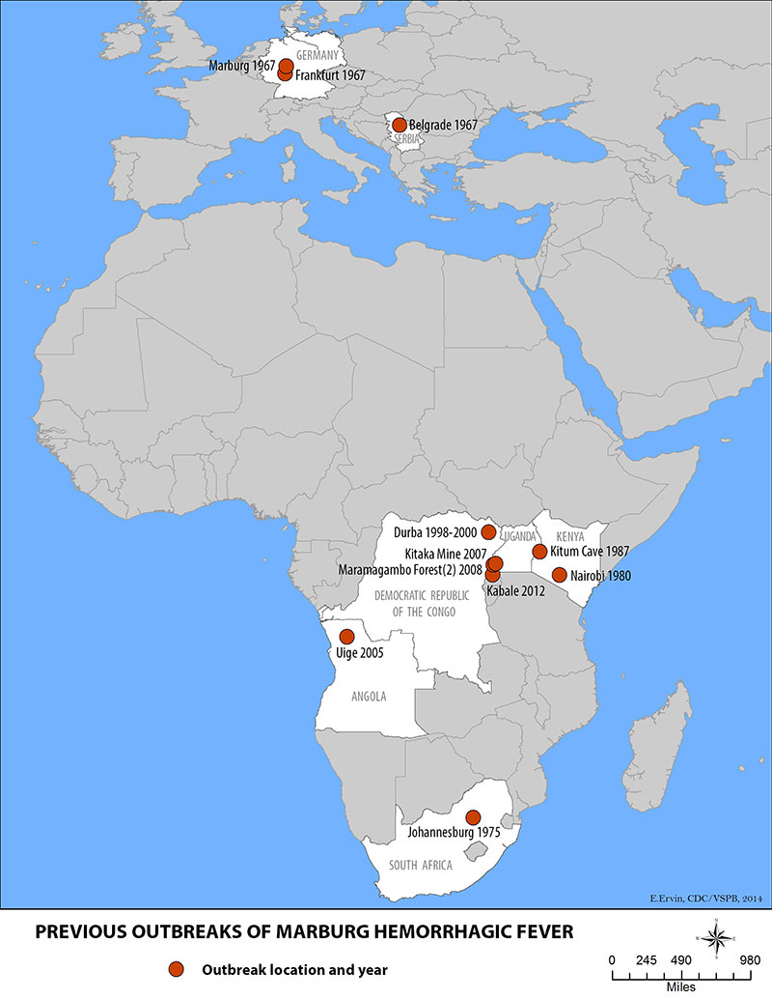 GERMANY
Marburg 1967
Frankfurt 1967
Belgrade 1967
SERBIA
Durba 1998-2000
UGANDA
KENYA
Kitaka Mine 2007
Kitum Cave 1987
Maramagambo Forest(2) 2008
Nairobi 1980
Kabale 2012
DEMOCRATIC REPUBLIC
OF THE CONGO
Uige 2005
ANGOLA
Johannesburg 1975
SOUTH AFRICA
E.Ervin, CDC/VSPB, 2014
PREVIOUS OUTBREAKS OF MARBURG HEMORRHAGIC FEVER
Outbreak location and year
0 245 490 980
Miles